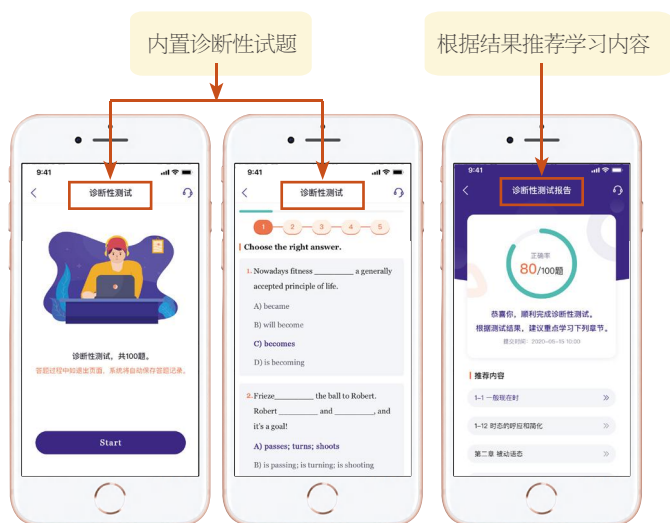 内置诊断性试题
根据结果推荐学习内容
9:41
诊断性测试
诊断性测试，共100题。
答题过程中如退出页面，系统将自动保存答题记录。
Start
9:41
诊断性测试
1 2 3 4 5
Choose the right answer.
1. Nowadays fitness ________ a generally
accepted principle of life.
A) became
B) will become
C) becomes
D) is becoming
2. Frieze________ the ball to Robert.
Robert ________ and ________, and
it's a goal!
A) passes; turns; shoots
B) is passing; is turning; is shooting
9:41
诊断性测试报告
正确率
80/100题
恭喜你，顺利完成诊断性测试。
根据测试结果，建议重点学习下列章节。
提交时间：2020-05-15 10:00
推荐内容
1-1 一般现在时
1-12 时态的呼应和简化
第二章 被动语态